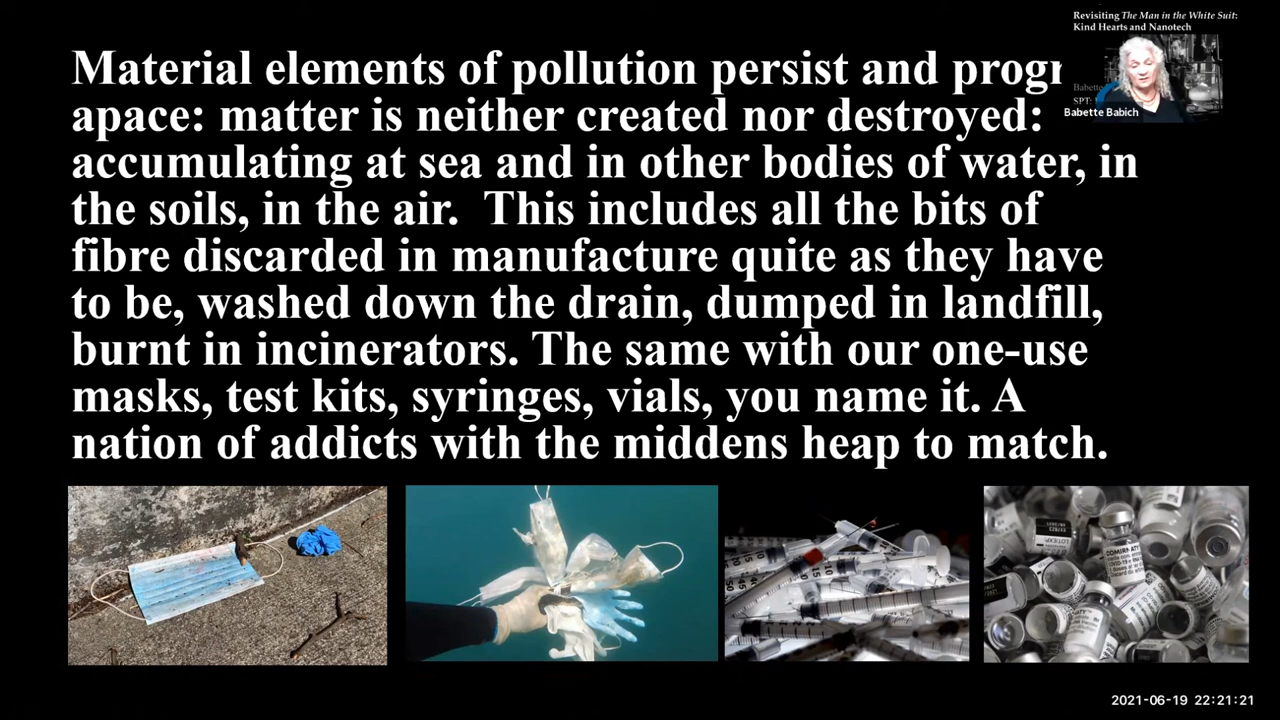 Revisiting The Man in the White Suit:
Kind Hearts and Nanotech
Material elements of pollution persist and progr
apace: matter is neither created nor destroyed:
accumulating at sea and in other bodies of water, in
the soils, in the air. This includes all the bits of
fibre discarded in manufacture quite as they have
to be, washed down the drain, dumped in landfill,
burnt in incinerators. The same with our one-use
masks, test kits, syringes, vials, you name it. A
nation of addicts with the middens heap to match.
Babette
SPT:
Babette Babich
COMIRNATY
2021-06-19 22:21:21